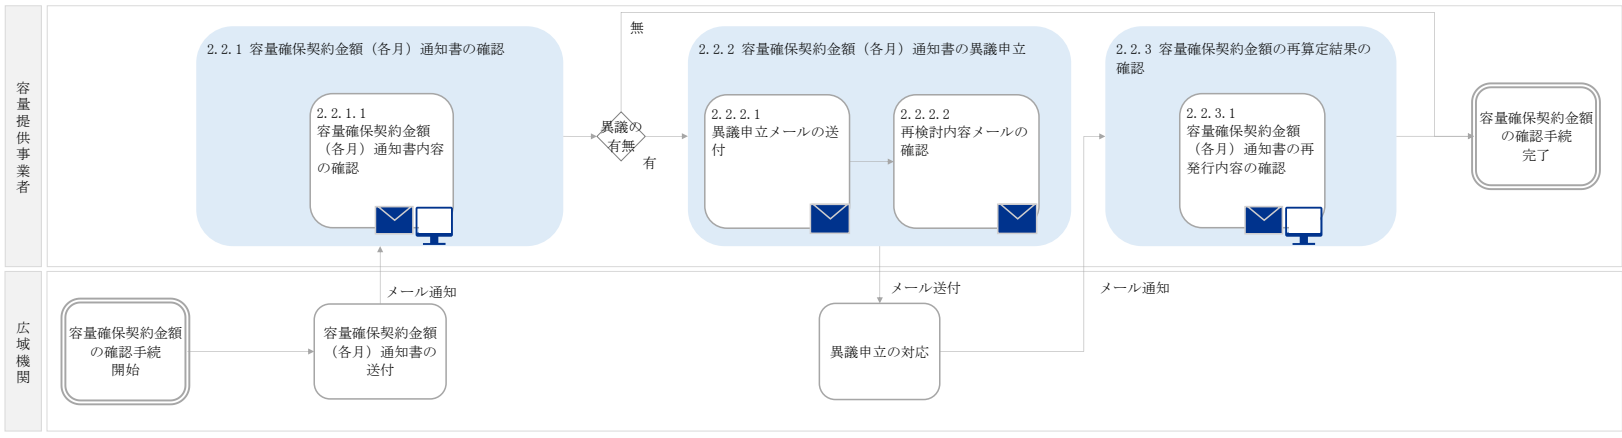 容量提供事業者
無
2.2.1 容量確保契約金額（各月）通知書の確認
2.2.1.1
容量確保契約金額
（各月）通知書内容
の確認
異議の
有無
有
2.2.2 容量確保契約金額（各月）通知書の異議申立
2.2.2.1
異議申立メールの送
付
2.2.2.2
再検討内容メールの
確認
2.2.3 容量確保契約金額の再算定結果の
確認
2.2.3.1
容量確保契約金額
（各月）通知書の再
発行内容の確認
容量確保契約金額
の確認手続
完了
広域機関
容量確保契約金額
の確認手続
開始
メール通知
容量確保契約金額
（各月）通知書の
送付
メール送付
異議申立の対応
メール通知